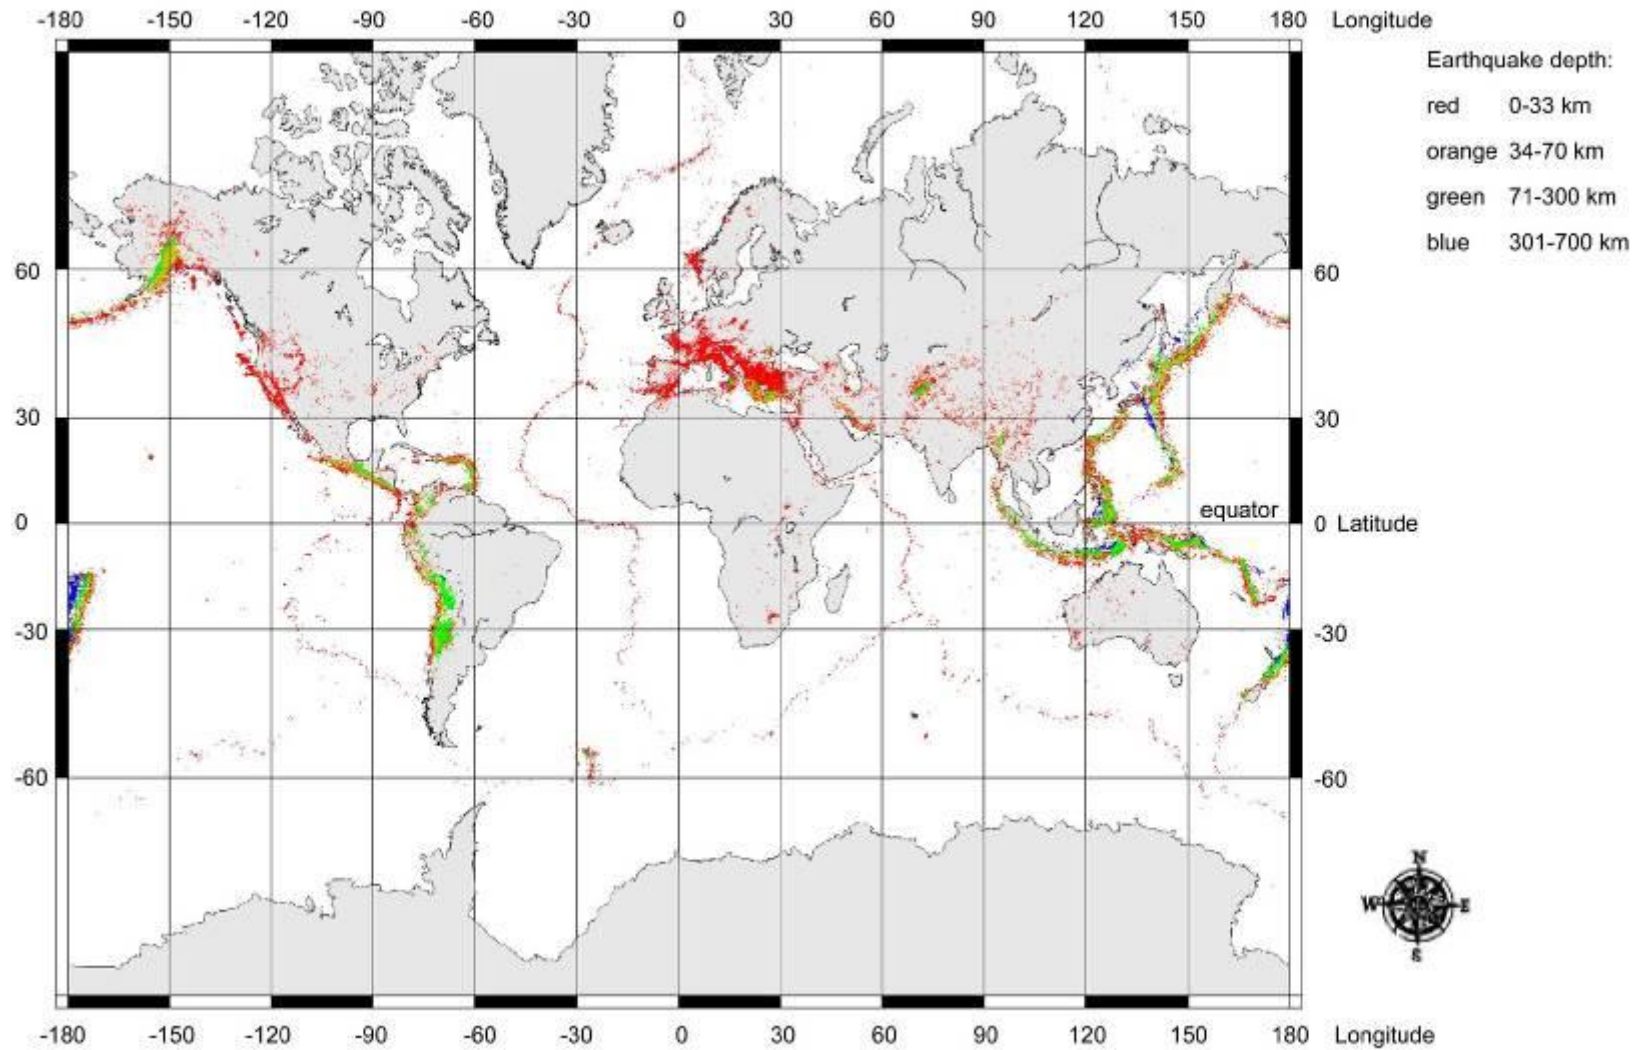 -180 -150 -120 -90 -60 -30 0 30 60 90 120 150 180 Longitude
Earthquake depth:
red 0-33 km
orange 34-70 km
green 71-300 km
blue 301-700 km
60 60
30 30
equator
0 0 Latitude
-30 -30
-60 -60
N
W E
S
-180 -150 -120 -90 -60 -30 0 30 60 90 120 150 180 Longitude